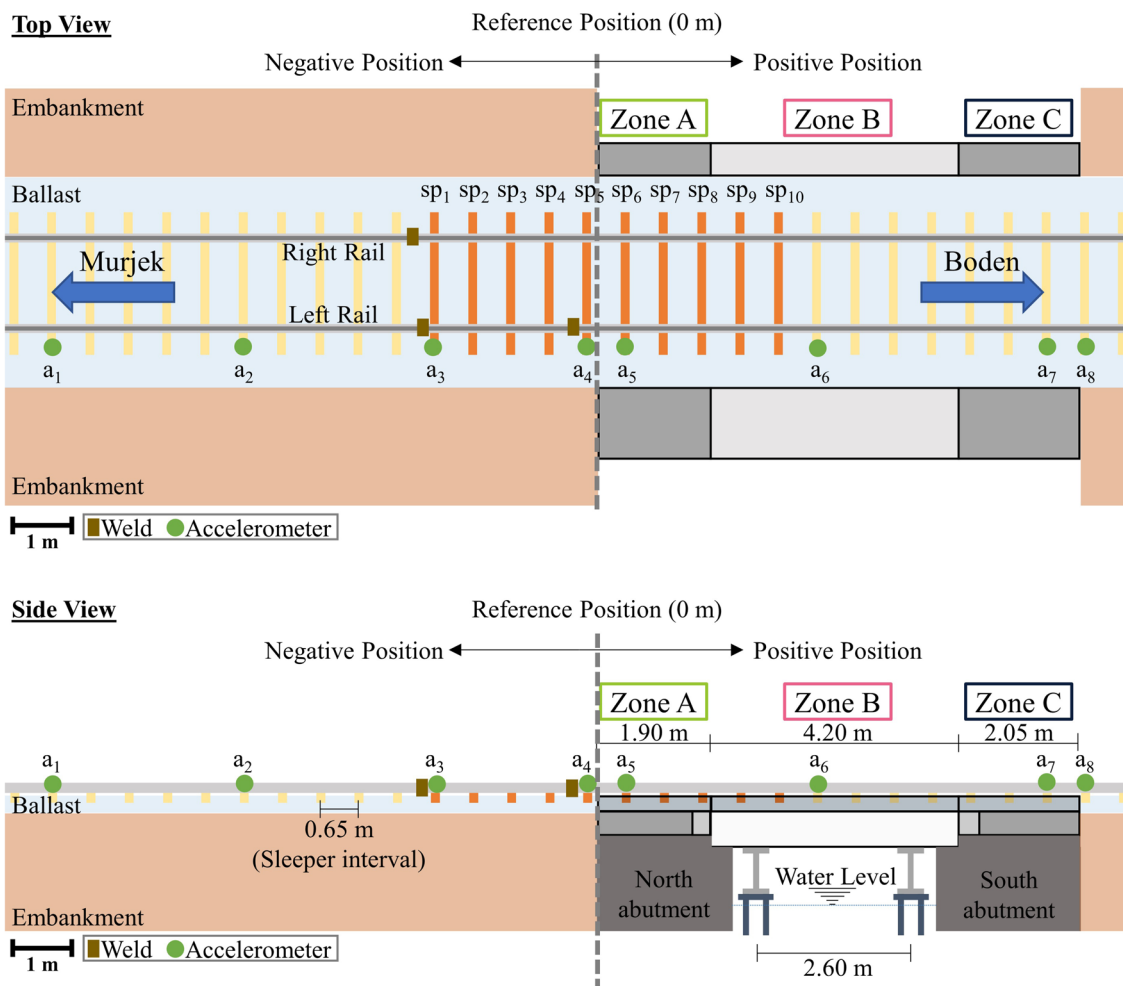 Top View
Reference Position (0 m)
Negative Position
Positive Position
Embankment
Zone A
Zone B
Zone C
Ballast
sp1 sp2 sp3 sp4 sp5 sp6 sp7 sp8 sp9 sp10
Right Rail
Murjek
Boden
Left Rail
a1 a2 a3 a4 a5 a6 a7 a8
Embankment
1 m
Weld
Accelerometer
Side View
Reference Position (0 m)
Negative Position
Positive Position
Zone A
Zone B
Zone C
1.90 m
4.20 m
2.05 m
a1 a2 a3 a4 a5 a6 a7 a8
Ballast
0.65 m
(Sleeper interval)
North
abutment
Water Level
South
abutment
Embankment
1 m
Weld
Accelerometer
2.60 m